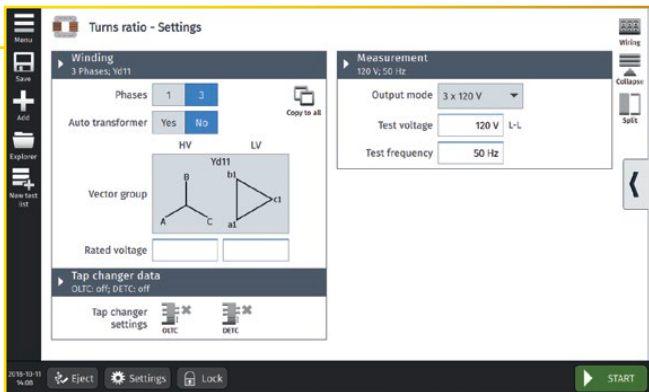 Menu
Turns ratio - Settings
Wiring
Winding
3 Phases; Yd11
Measurement
120 V; 50 Hz
Save
Collapse
Phases 1 3
Output mode 3 x 120 V
Add
Auto transformer Yes No
Copy to all
Test voltage 120 V L-L
Split
HV LV
Test frequency 50 Hz
Explorer
Yd11
B b1
Vector group
c1
New test
list
A C a1
Rated voltage
Tap changer data
OLTC: off; DETC: off
Tap changer
settings
OLTC DETC
2018-10-11
14:08
Eject Settings Lock START